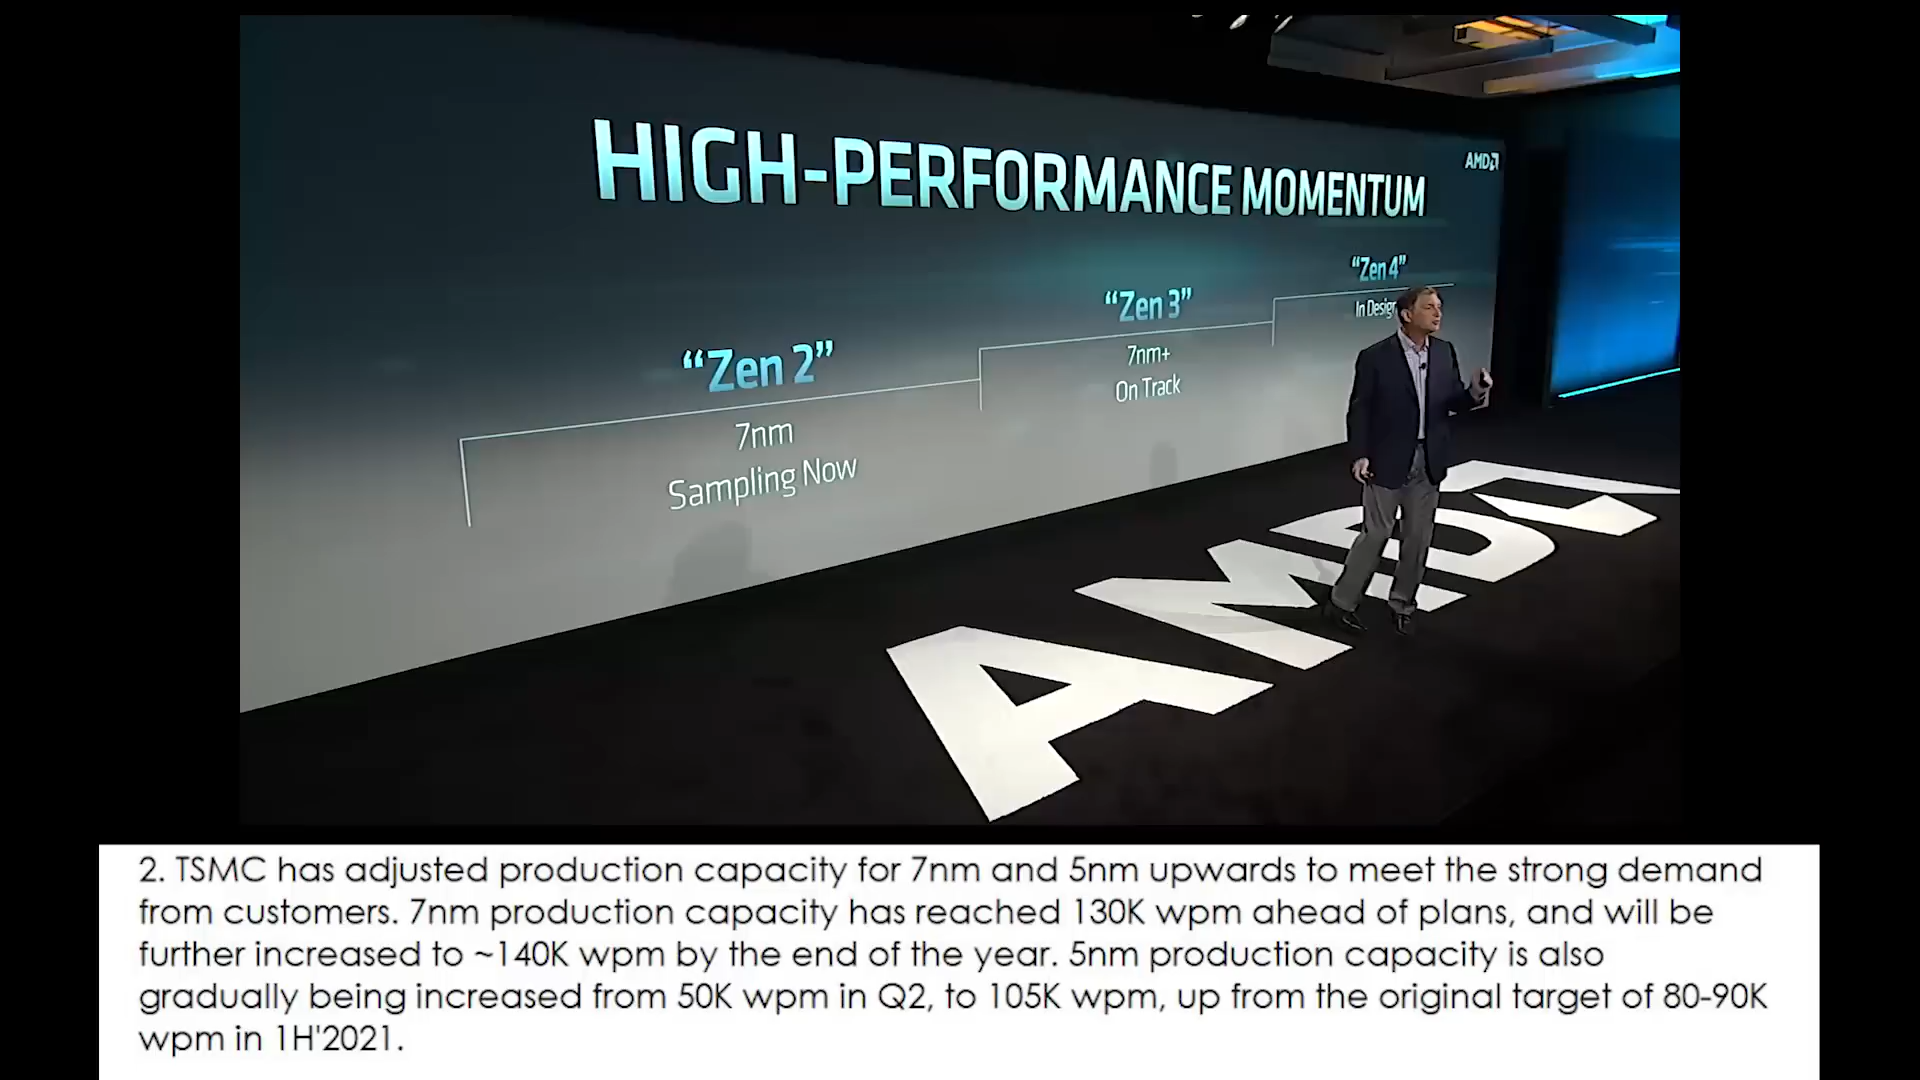 HIGH-PERFORMANCE MOMENTUM
AMD
"Zen 2"
7nm
Sampling Now
"Zen 3"
7nm+
On Track
"Zen 4"
In Design
AMD
2. TSMC has adjusted production capacity for 7nm and 5nm upwards to meet the strong demand
from customers. 7nm production capacity has reached 130K wpm ahead of plans, and will be
further increased to ~140K wpm by the end of the year. 5nm production capacity is also
gradually being increased from 50K wpm in Q2, to 105K wpm, up from the original target of 80-90K
wpm in 1H'2021.